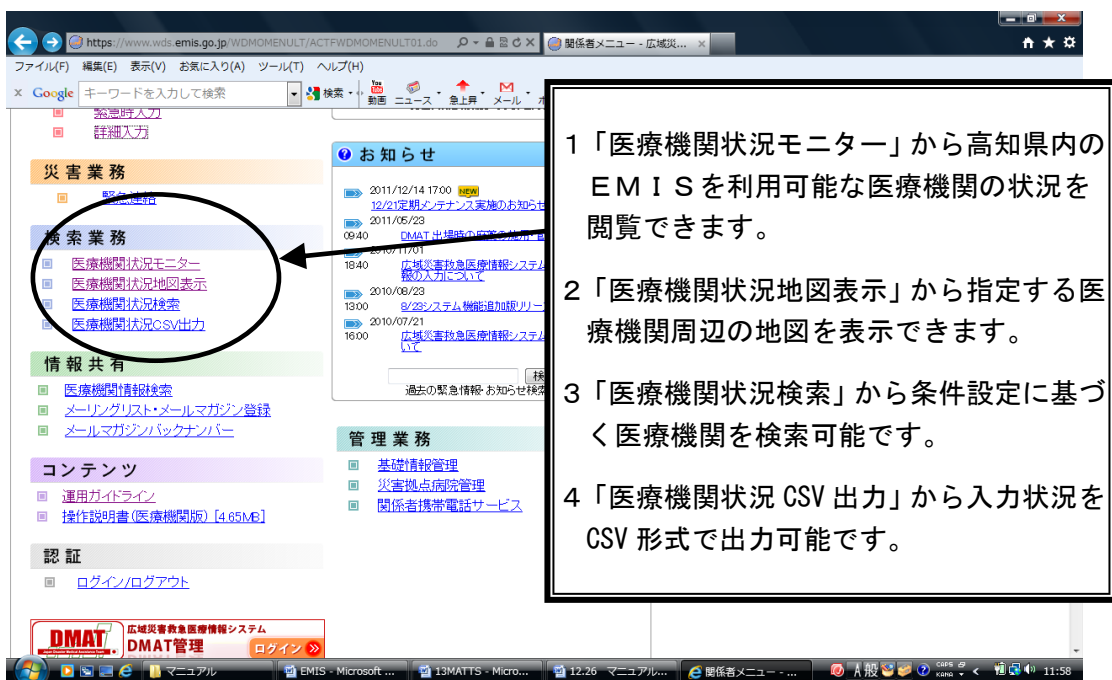 https://www.wds.emis.go.jp/WDMOMENULT/ACTFWDMOMENULT01.do
関係者メニュー - 広域災...
ファイル(F) 編集(E) 表示(V) お気に入り(A) ツール(T) ヘルプ(H)
Google キーワードを入力して検索 検索 動画 ニュース 急上昇 メール
緊急時入力
詳細入力
災害業務
緊急連絡
検索業務
医療機関状況モニター
医療機関状況地図表示
医療機関状況検索
医療機関状況CSV出力
情報共有
医療機関情報検索
メーリングリスト・メールマガジン登録
メールマガジンバックナンバー
コンテンツ
運用ガイドライン
操作説明書(医療機関版) [4.65MB]
認証
ログイン/ログアウト
DMAT
広域災害救急医療情報システム
DMAT管理
ログイン
お知らせ
2011/12/14 17:00 NEW
12/21定期メンテナンス実施のお知らせ
2011/05/23
09:40 DMAT出場時の
2010/11/01
18:40 広域災害救急医療情報システム
報の入力について
2010/08/23
13:00 8/23システム機能追加版リリー
2010/07/21
16:00 広域災害救急医療情報システム
いて
過去の緊急情報・お知らせ検索
管理業務
基礎情報管理
災害拠点病院管理
関係者携帯電話サービス
1「医療機関状況モニター」から高知県内の
ＥＭＩＳを利用可能な医療機関の状況を
閲覧できます。
2「医療機関状況地図表示」から指定する医
療機関周辺の地図を表示できます。
3「医療機関状況検索」から条件設定に基づ
く医療機関を検索可能です。
4「医療機関状況 CSV 出力」から入力状況を
CSV 形式で出力可能です。
マニュアル
EMIS - Microsoft ...
13MATTS - Micro...
12.26 マニュアル...
関係者メニュー - ...
A 般
CAPS
KANA
11:58